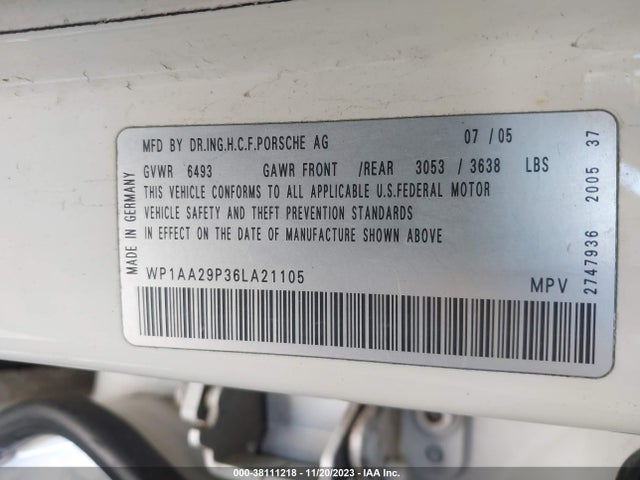 MFD BY DR.ING.H.C.F.PORSCHE AG 07 / 05
GVWR 6493 GAWR FRONT /REAR 3053 / 3638 LBS
THIS VEHICLE CONFORMS TO ALL APPLICABLE U.S.FEDERAL MOTOR
VEHICLE SAFETY AND THEFT PREVENTION STANDARDS
IN EFFECT ON THE DATE OF MANUFACTURE SHOWN ABOVE
WP1AA29P36LA21105 MPV
MADE IN GERMANY
2747936 2005 37
000-38111218 - 11/20/2023 - IAA Inc.